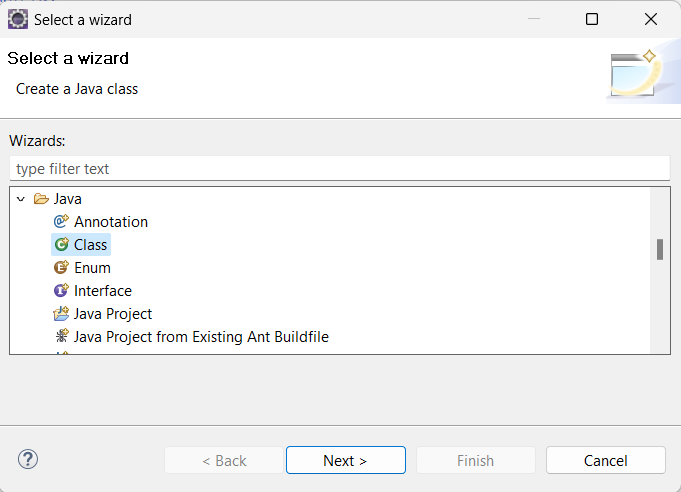 Select a wizard
Select a wizard
Create a Java class
Wizards:
type filter text
Java
Annotation
Class
Enum
Interface
Java Project
Java Project from Existing Ant Buildfile
< Back
Next >
Finish
Cancel